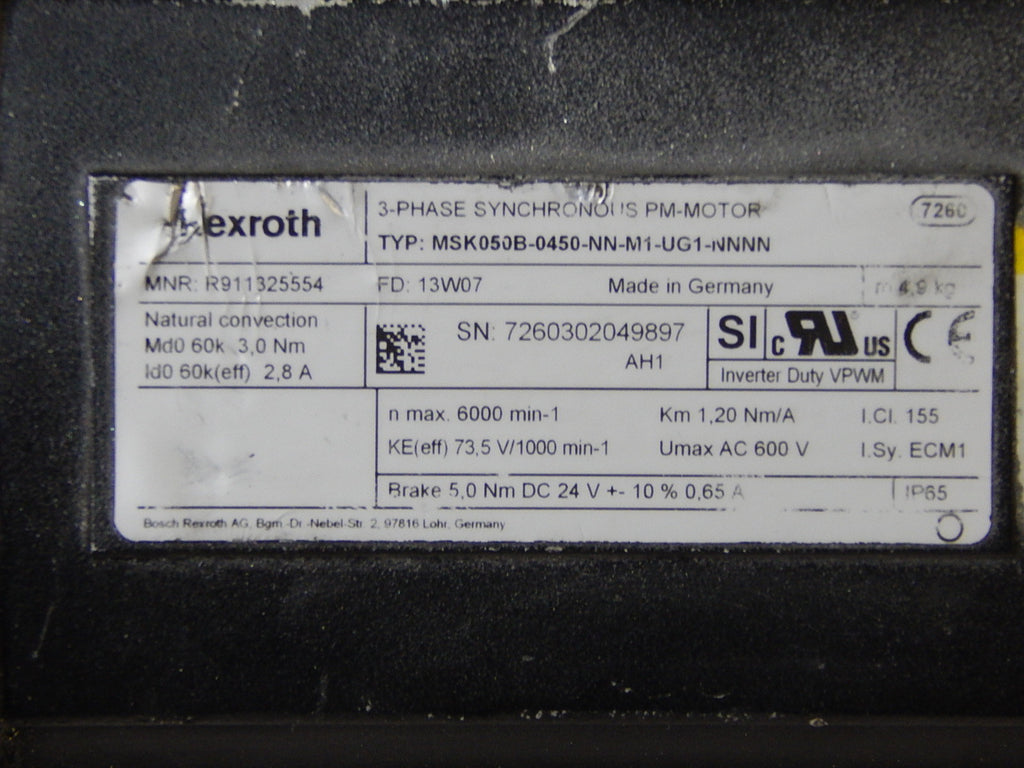 Rexroth
3-PHASE SYNCHRONOUS PM-MOTOR
7260
TYP: MSK050B-0450-NN-M1-UG1-NNNN
MNR: R911325554 FD: 13W07 Made in Germany m 4,9 kg
Natural convection
Md0 60k 3,0 Nm
Id0 60k(eff) 2,8 A
SN: 7260302049897
AH1
SI
c RU US
CE
Inverter Duty VPWM
n max. 6000 min-1 Km 1,20 Nm/A I.Cl. 155
KE(eff) 73,5 V/1000 min-1 Umax AC 600 V I.Sy. ECM1
Brake 5,0 Nm DC 24 V +- 10 % 0,65 A IP65
Bosch Rexroth AG, Bgm.-Dr.-Nebel-Str. 2, 97816 Lohr, Germany